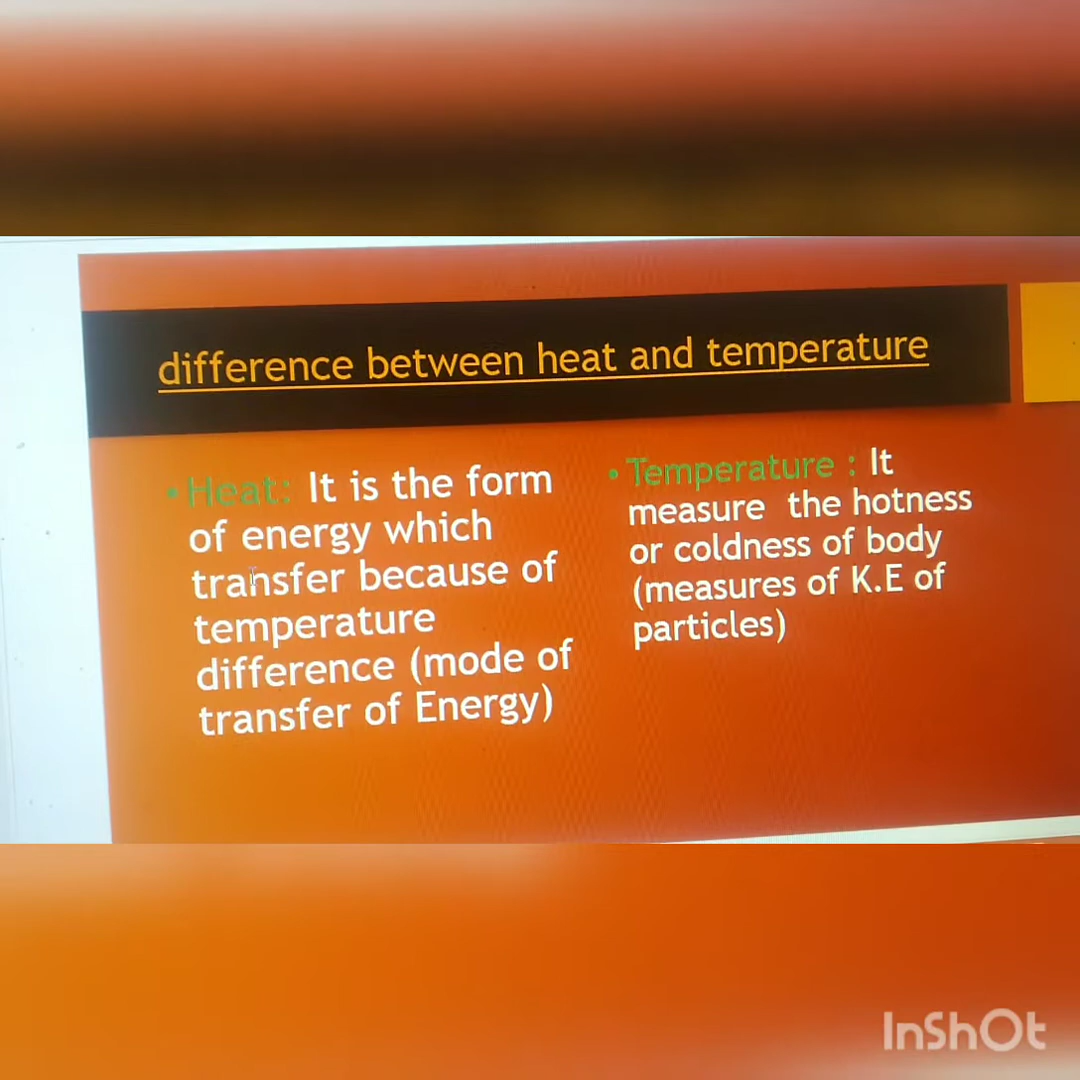 difference between heat and temperature
•Heat: It is the form
of energy which
transfer because of
temperature
difference (mode of
transfer of Energy)
•Temperature : It
measure the hotness
or coldness of body
(measures of K.E of
particles)
InShOt